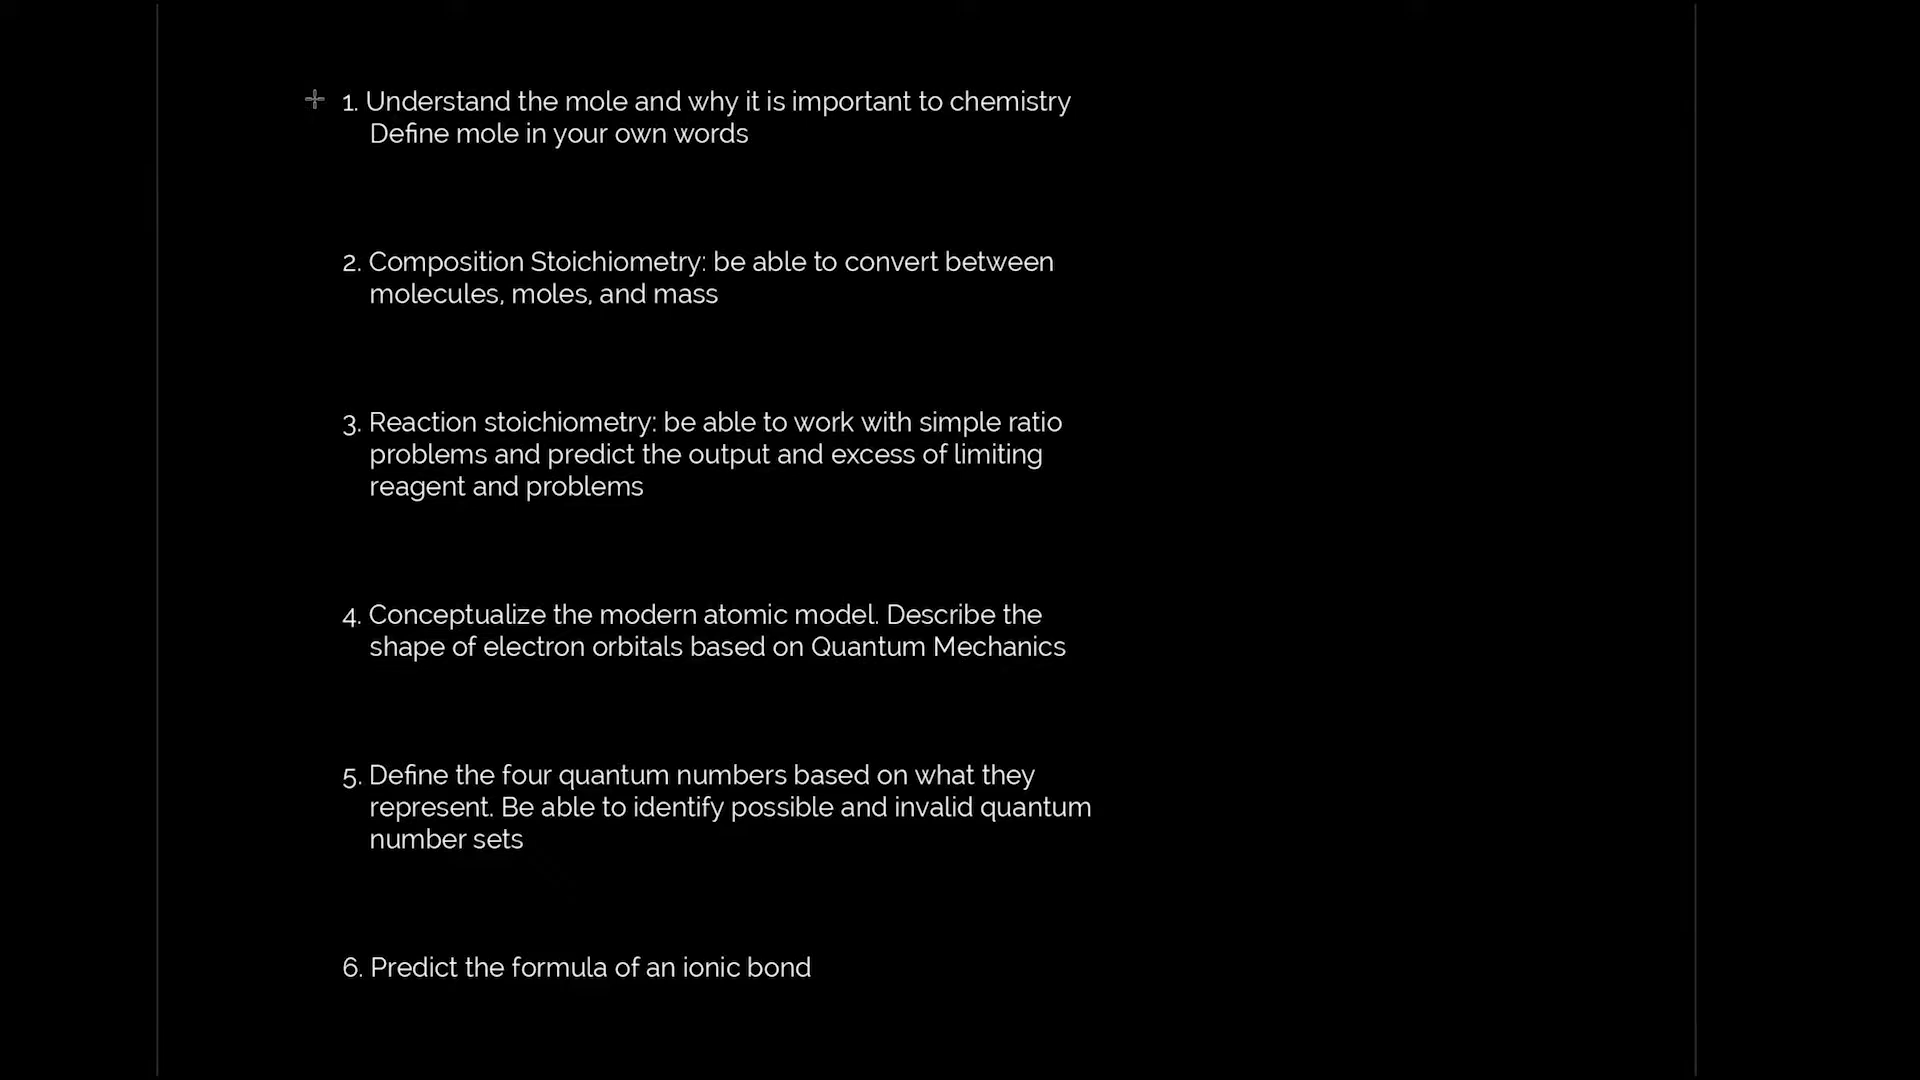 1. Understand the mole and why it is important to chemistry
Define mole in your own words
2. Composition Stoichiometry: be able to convert between
molecules, moles, and mass
3. Reaction stoichiometry: be able to work with simple ratio
problems and predict the output and excess of limiting
reagent and problems
4. Conceptualize the modern atomic model. Describe the
shape of electron orbitals based on Quantum Mechanics
5. Define the four quantum numbers based on what they
represent. Be able to identify possible and invalid quantum
number sets
6. Predict the formula of an ionic bond